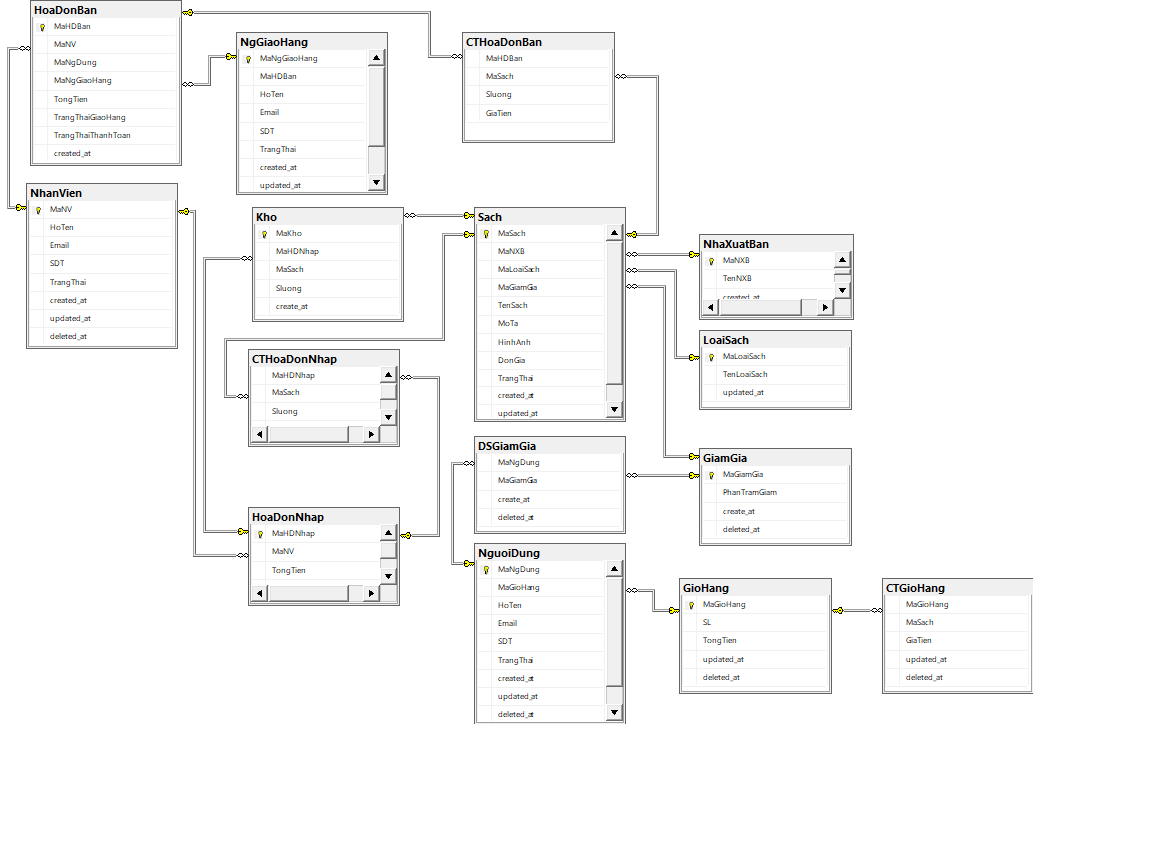 HoaDonBan
MaHDBan
MaNV
MaNgDung
MaNgGiaoHang
TongTien
TrangThaiGiaoHang
TrangThaiThanhToan
created_at
NgGiaoHang
MaNgGiaoHang
MaHDBan
HoTen
Email
SDT
TrangThai
created_at
updated_at
CTHoaDonBan
MaHDBan
MaSach
Sluong
GiaTien
NhanVien
MaNV
HoTen
Email
SDT
TrangThai
created_at
updated_at
deleted_at
Kho
MaKho
MaHDNhap
MaSach
Sluong
create_at
Sach
MaSach
MaNXB
MaLoaiSach
MaGiamGia
TenSach
MoTa
HinhAnh
DonGia
TrangThai
created_at
updated_at
NhaXuatBan
MaNXB
TenNXB
created_at
LoaiSach
MaLoaiSach
TenLoaiSach
updated_at
CTHoaDonNhap
MaHDNhap
MaSach
Sluong
DSGiamGia
MaNgDung
MaGiamGia
create_at
deleted_at
GiamGia
MaGiamGia
PhanTramGiam
create_at
deleted_at
HoaDonNhap
MaHDNhap
MaNV
TongTien
NguoiDung
MaNgDung
MaGioHang
HoTen
Email
SDT
TrangThai
created_at
updated_at
deleted_at
GioHang
MaGioHang
SL
TongTien
updated_at
deleted_at
CTGioHang
MaGioHang
MaSach
GiaTien
updated_at
deleted_at